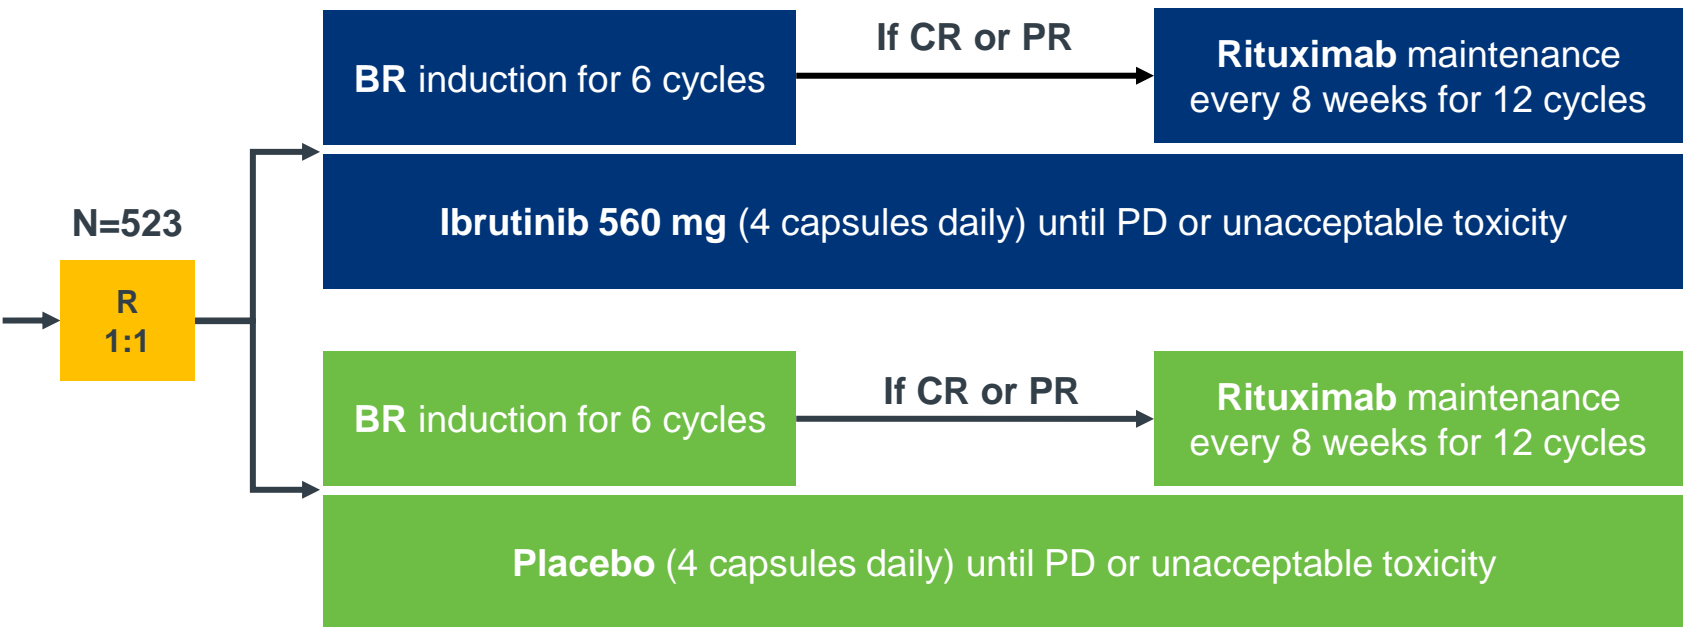 N=523
R
1:1
BR induction for 6 cycles
If CR or PR
Rituximab maintenance
every 8 weeks for 12 cycles
Ibrutinib 560 mg (4 capsules daily) until PD or unacceptable toxicity
BR induction for 6 cycles
If CR or PR
Rituximab maintenance
every 8 weeks for 12 cycles
Placebo (4 capsules daily) until PD or unacceptable toxicity